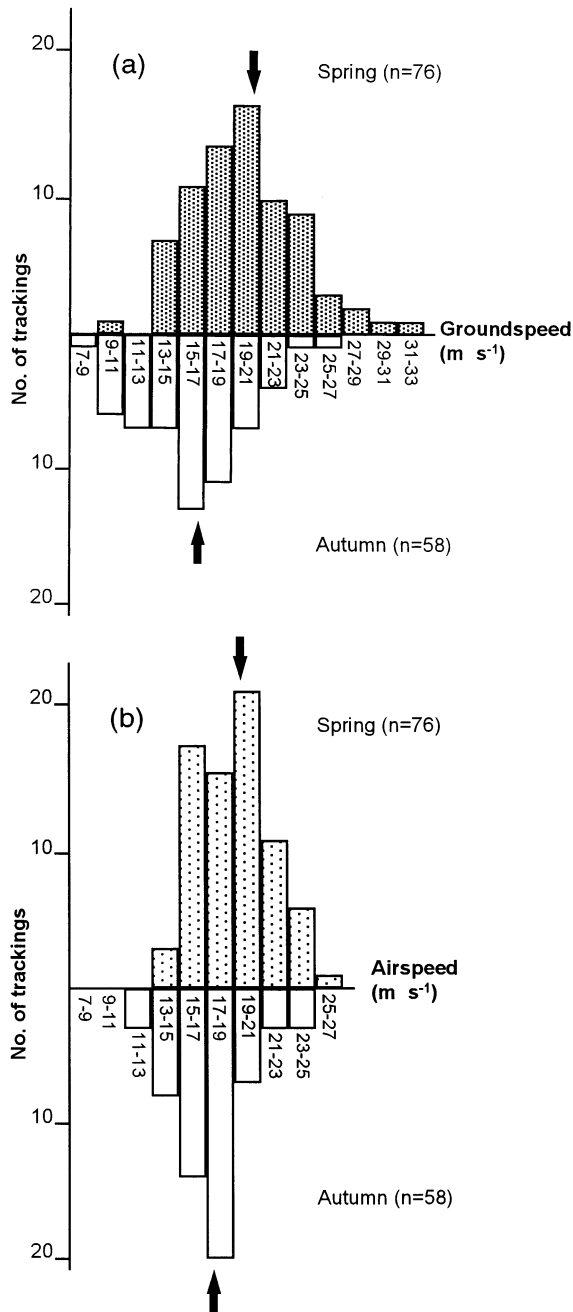 20
(a)
Spring (n=76)
10
No. of trackings
Groundspeed
(m s-1)
7-9
9-11
11-13
13-15
15-17
17-19
19-21
21-23
23-25
25-27
27-29
29-31
31-33
10
Autumn (n=58)
20
20
(b)
Spring (n=76)
10
No. of trackings
Airspeed
(m s-1)
7-9
9-11
11-13
13-15
15-17
17-19
19-21
21-23
23-25
25-27
10
Autumn (n=58)
20